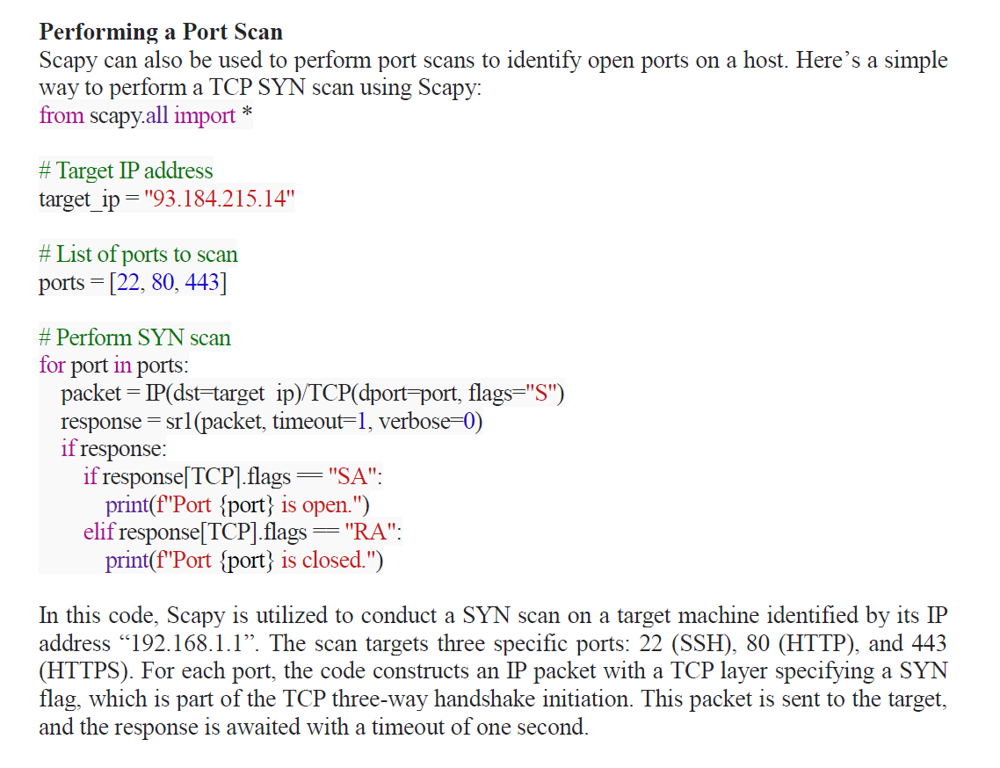 Performing a Port Scan
Scapy can also be used to perform port scans to identify open ports on a host. Here’s a simple
way to perform a TCP SYN scan using Scapy:
from scapy.all import *
# Target IP address
target_ip = "93.184.215.14"
# List of ports to scan
ports = [22, 80, 443]
# Perform SYN scan
for port in ports:
    packet = IP(dst=target_ip)/TCP(dport=port, flags="S")
    response = sr1(packet, timeout=1, verbose=0)
    if response:
        if response[TCP].flags == "SA":
            print(f"Port {port} is open.")
        elif response[TCP].flags == "RA":
            print(f"Port {port} is closed.")
In this code, Scapy is utilized to conduct a SYN scan on a target machine identified by its IP
address “192.168.1.1”. The scan targets three specific ports: 22 (SSH), 80 (HTTP), and 443
(HTTPS). For each port, the code constructs an IP packet with a TCP layer specifying a SYN
flag, which is part of the TCP three-way handshake initiation. This packet is sent to the target,
and the response is awaited with a timeout of one second.